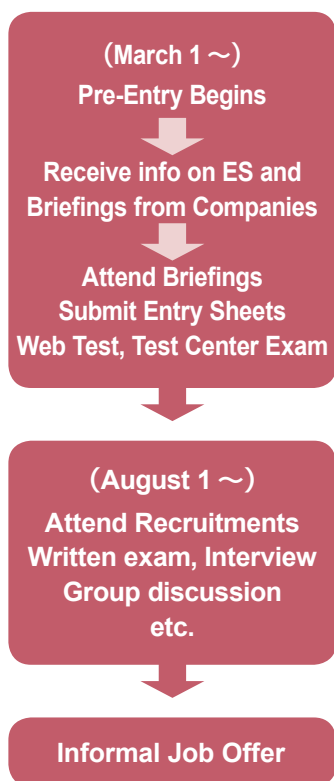 （March 1 ～）
Pre-Entry Begins
Receive info on ES and
Briefings from Companies
Attend Briefings
Submit Entry Sheets
Web Test, Test Center Exam
（August 1 ～）
Attend Recruitments
Written exam, Interview
Group discussion
etc.
Informal Job Offer